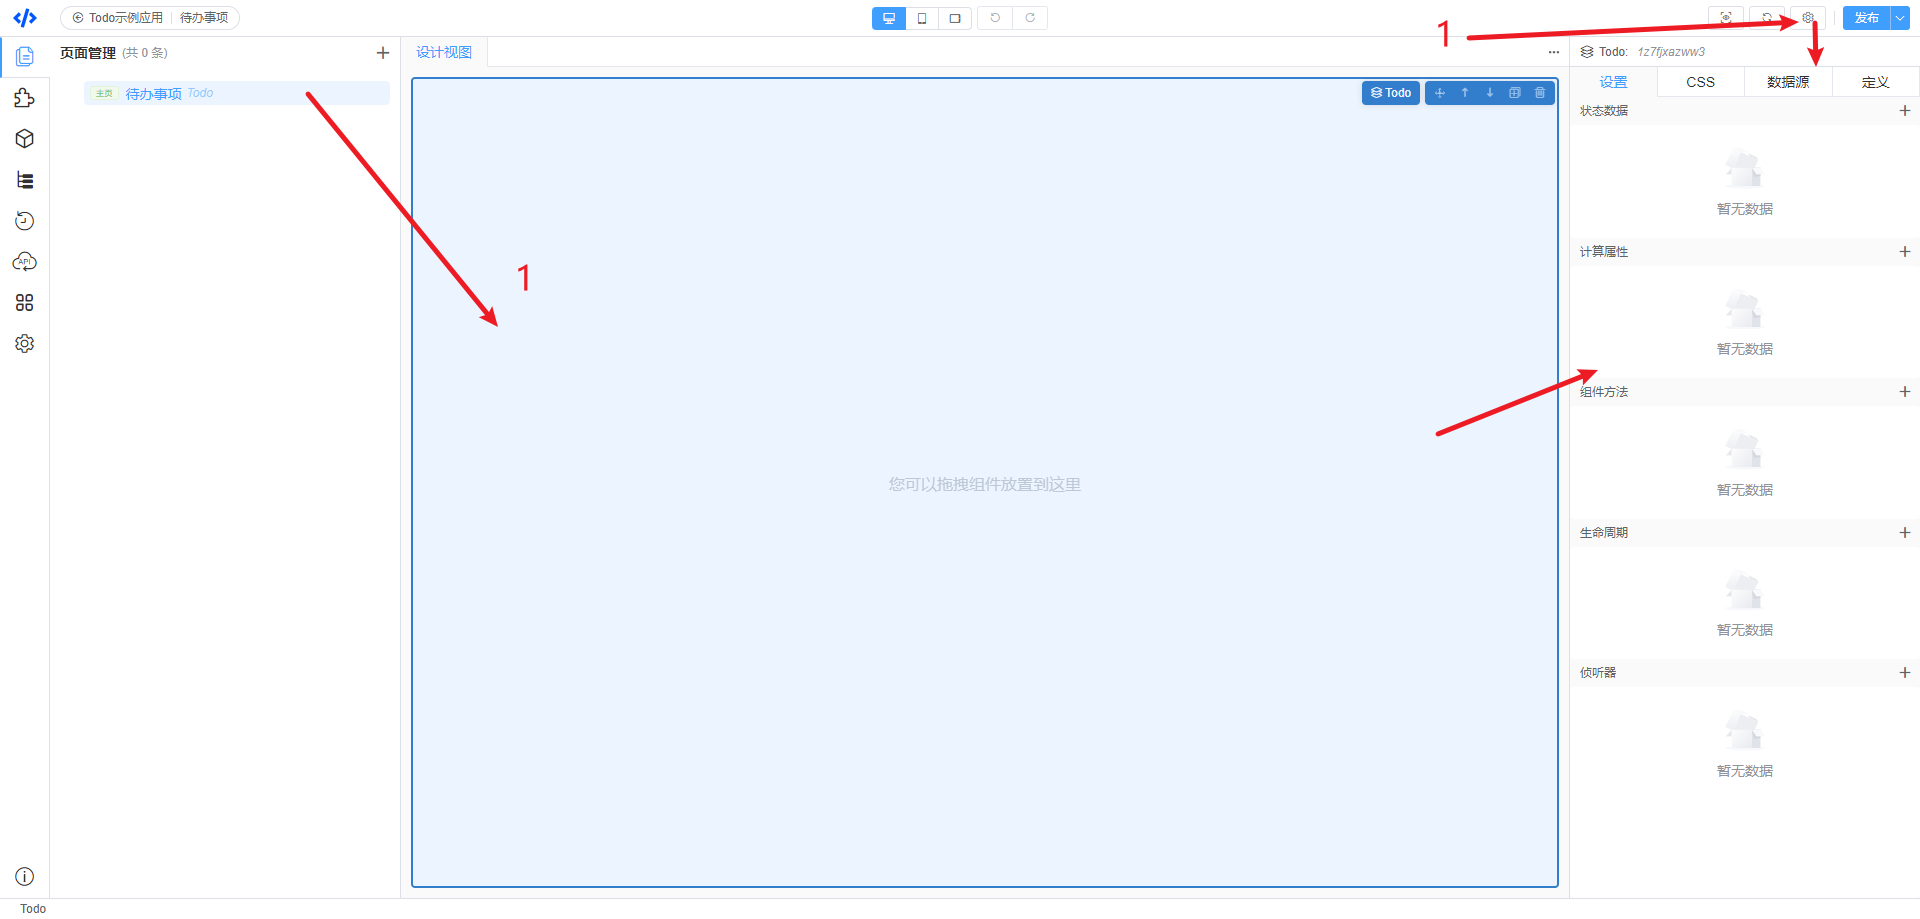 Todo示例应用 | 待办事项
1
发布
页面管理 (共 0 条)
设计视图
Todo: 1z7fjxazww3
主页 待办事项 Todo
Todo
设置
CSS
数据源
定义
状态数据
暂无数据
计算属性
API
1
暂无数据
组件方法
您可以拖拽组件放置到这里
暂无数据
生命周期
暂无数据
侦听器
暂无数据
Todo